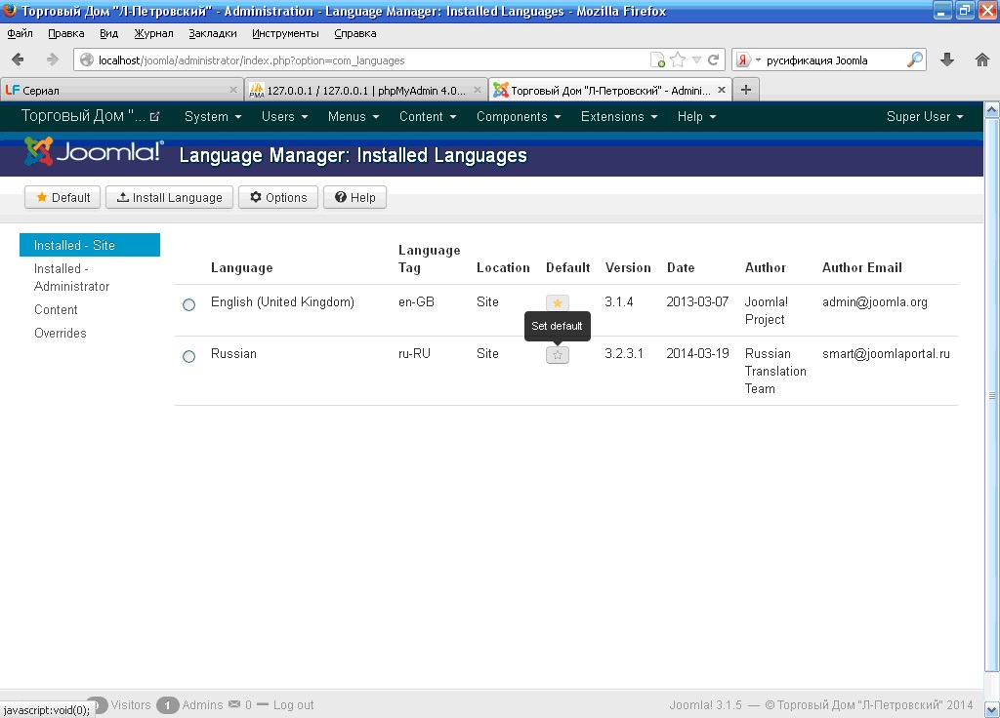 Торговый Дом "Л-Петровский" - Administration - Language Manager: Installed Languages - Mozilla Firefox
Файл Правка Вид Журнал Закладки Инструменты Справка
localhost/joomla/administrator/index.php?option=com_languages русификация Joomla
LF Сериал 127.0.0.1 / 127.0.0.1 | phpMyAdmin 4.0... Торговый Дом "Л-Петровский" - Admini...
Торговый Дом "... System Users Menus Content Components Extensions Help Super User
Joomla! Language Manager: Installed Languages
Default Install Language Options Help
Installed - Site
Installed - Administrator
Content
Overrides
Language Language Tag Location Default Version Date Author Author Email
English (United Kingdom) en-GB Site 3.1.4 2013-03-07 Joomla! Project admin@joomla.org
Set default
Russian ru-RU Site 3.2.3.1 2014-03-19 Russian Translation Team smart@joomlaportal.ru
javascript:void(0); Visitors 1 Admins 0 Log out Joomla! 3.1.5 — © Торговый Дом "Л-Петровский" 2014